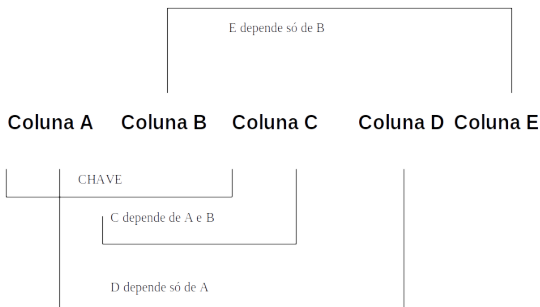 E depende só de B
Coluna A Coluna B Coluna C Coluna D Coluna E
CHAVE
C depende de A e B
D depende só de A